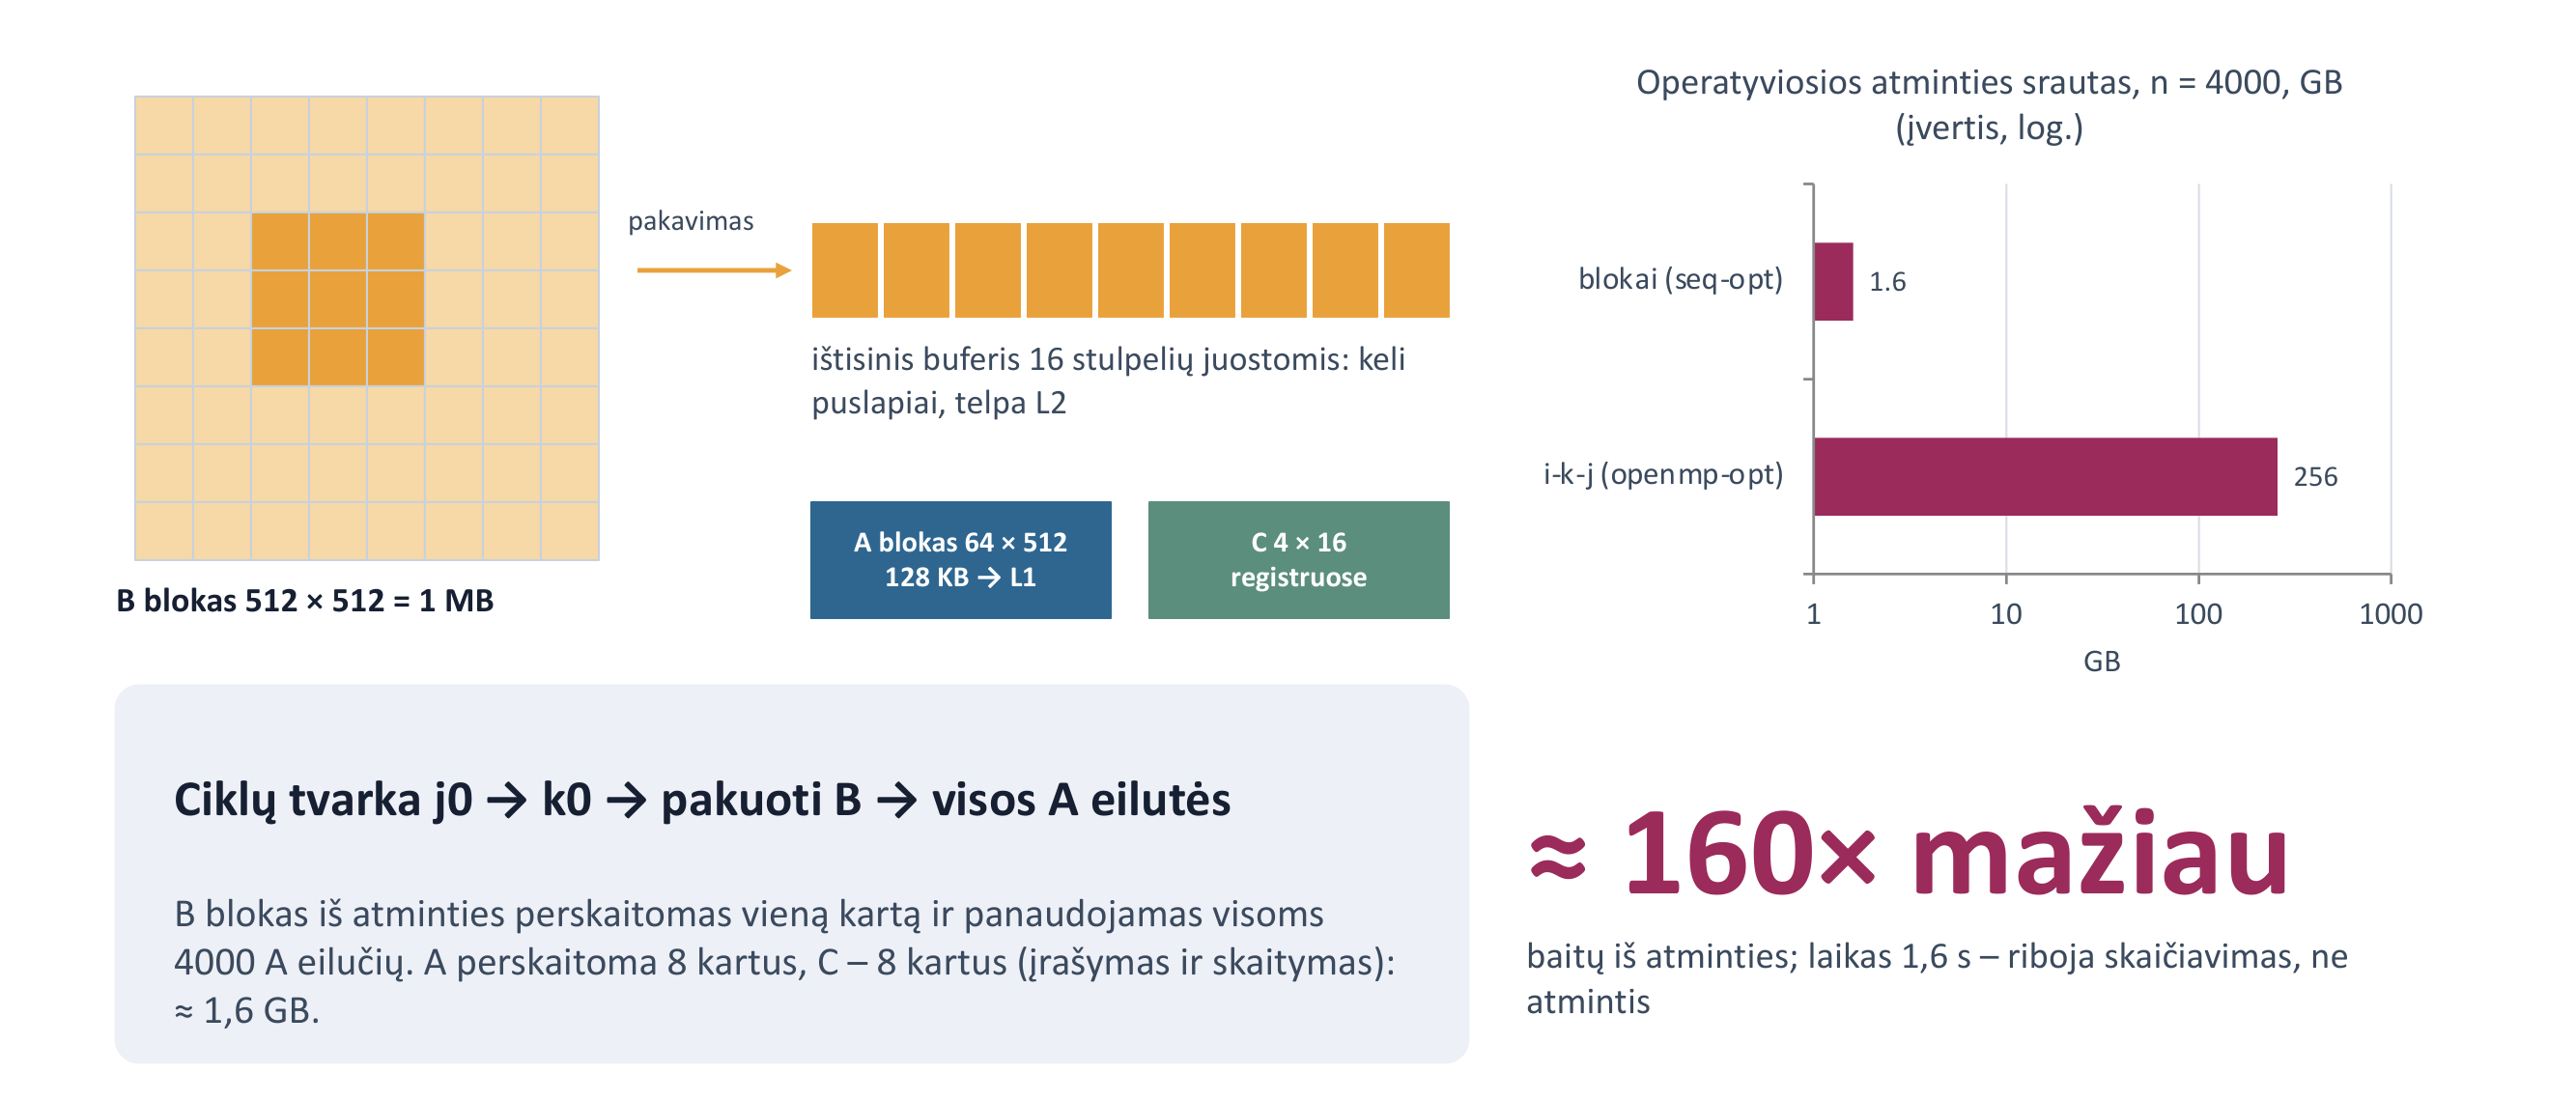 B blokas 512 × 512 = 1 MB
pakavimas
ištisinis buferis 16 stulpelių juostomis: keli
puslapiai, telpa L2
A blokas 64 × 512
128 KB → L1
C 4 × 16
registruose
Operatyviosios atminties srautas, n = 4000, GB
(įvertis, log.)
blokai (seq-opt)
1.6
i-k-j (openmp-opt)
256
1 10 100 1000
GB
Ciklų tvarka j0 → k0 → pakuoti B → visos A eilutės
B blokas iš atminties perskaitomas vieną kartą ir panaudojamas visoms
4000 A eilučių. A perskaitoma 8 kartus, C – 8 kartus (įrašymas ir skaitymas):
≈ 1,6 GB.
≈ 160× mažiau
baitų iš atminties; laikas 1,6 s – riboja skaičiavimas, ne
atmintis